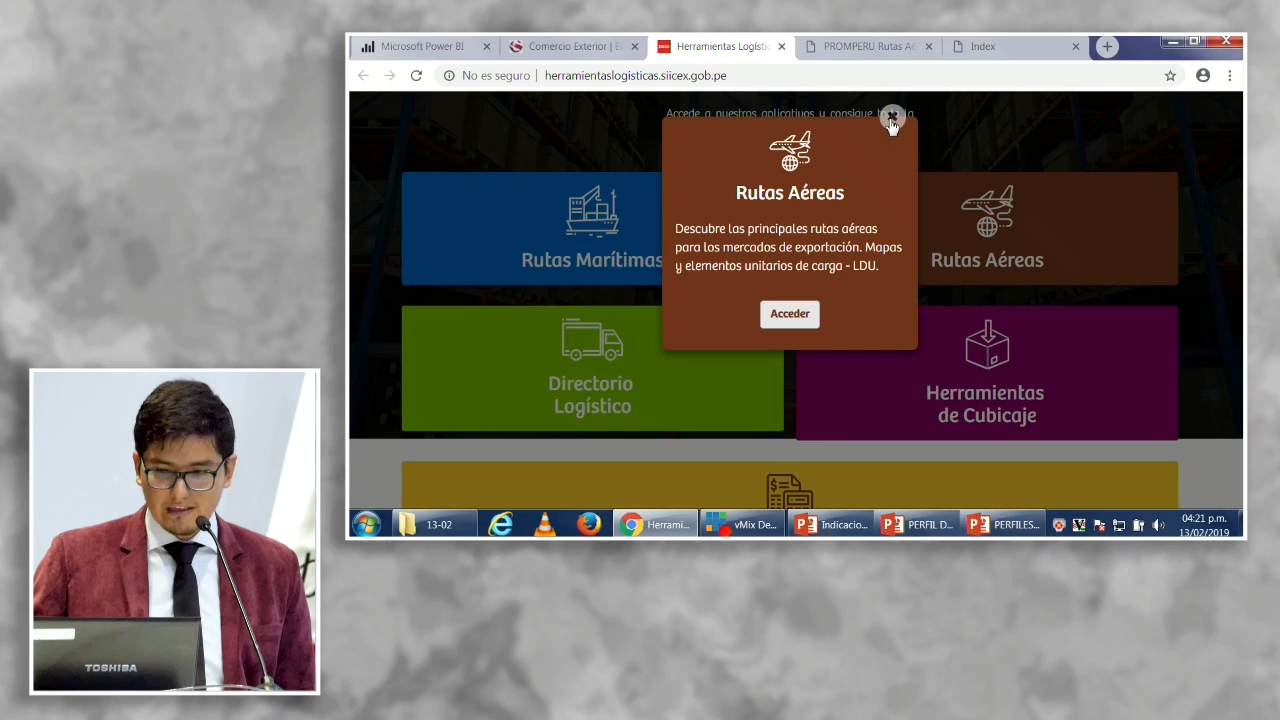 Microsoft Power BI
Comercio Exterior | E
Herramientas Logístic
PROMPERU Rutas Aé
Index
No es seguro | herramientaslogisticas.siicex.gob.pe
Accede a nuestros aplicativos y consigue
Rutas Aéreas
Descubre las principales rutas aéreas
para los mercados de exportación. Mapas
y elementos unitarios de carga - LDU.
Acceder
Rutas Marítimas
Rutas Aéreas
Directorio
Logístico
Herramientas
de Cubicaje
13-02
Herrami...
vMix De...
Indicacio...
PERFIL D...
PERFILES...
04:21 p.m.
13/02/2019
TOSHIBA